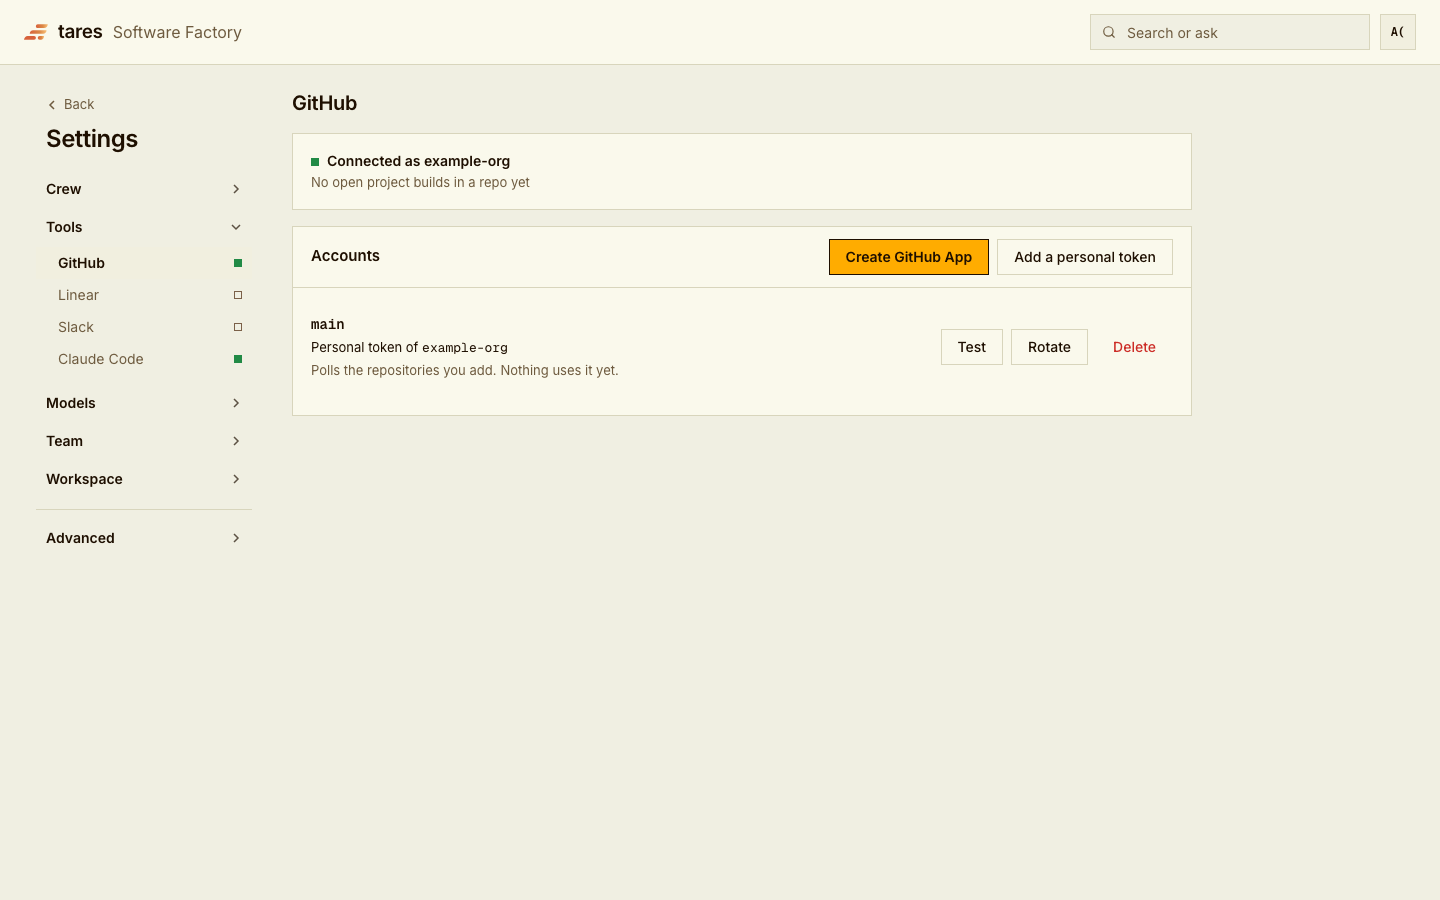 tares Software Factory
Search or ask
A(
Back
Settings
Crew
Tools
GitHub
Linear
Slack
Claude Code
Models
Team
Workspace
Advanced
GitHub
Connected as example-org
No open project builds in a repo yet
Accounts
Create GitHub App
Add a personal token
main
Personal token of example-org
Polls the repositories you add. Nothing uses it yet.
Test
Rotate
Delete